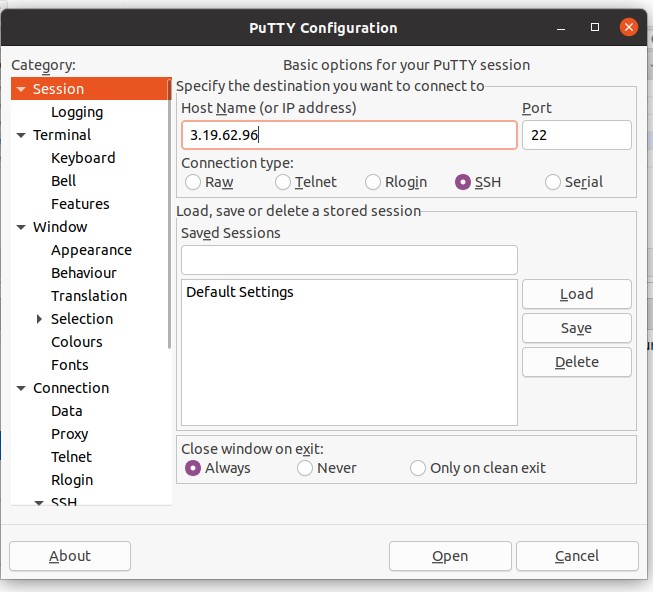 PuTTY Configuration
Category:
Session
Logging
Terminal
Keyboard
Bell
Features
Window
Appearance
Behaviour
Translation
Selection
Colours
Fonts
Connection
Data
Proxy
Telnet
Rlogin
SSH
Basic options for your PuTTY session
Specify the destination you want to connect to
Host Name (or IP address) Port
3.19.62.96 22
Connection type:
Raw Telnet Rlogin SSH Serial
Load, save or delete a stored session
Saved Sessions
Default Settings
Load
Save
Delete
Close window on exit:
Always Never Only on clean exit
About Open Cancel